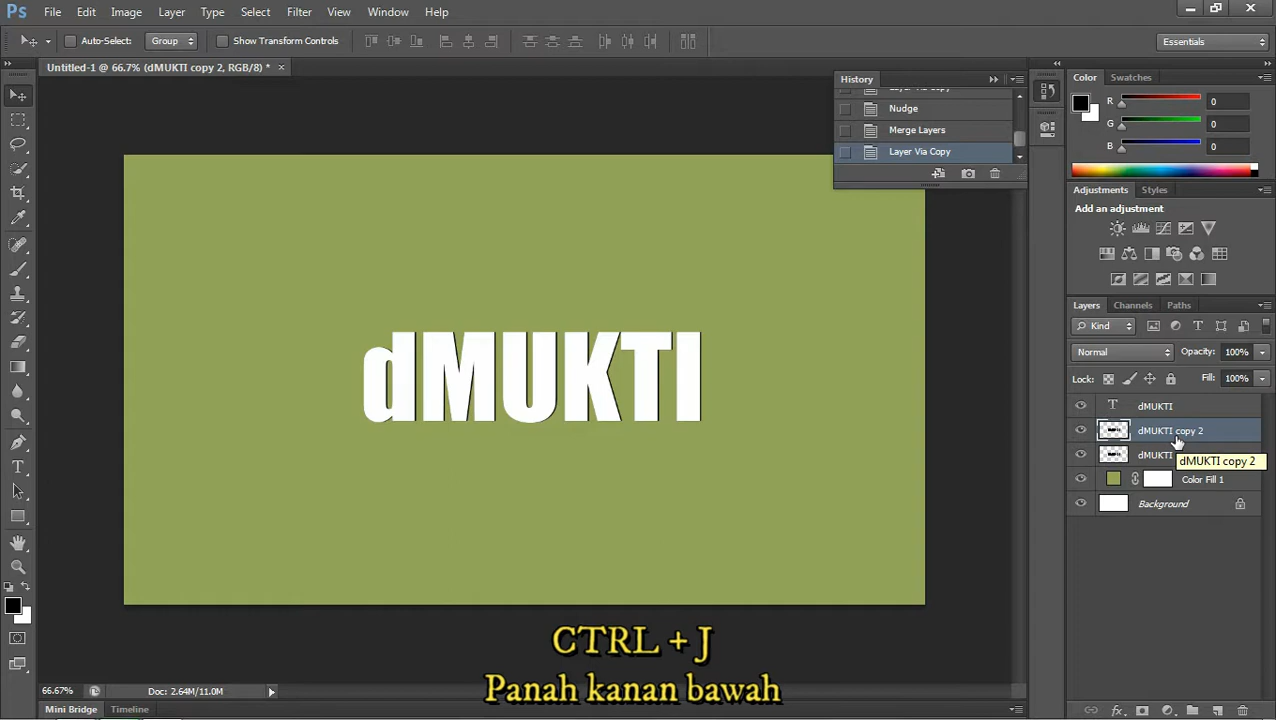 Ps File Edit Image Layer Type Select Filter View Window Help
Auto-Select: Group Show Transform Controls Essentials
Untitled-1 @ 66.7% (dMUKTI copy 2, RGB/8) *
History
Layer Via Copy
Nudge
Merge Layers
Layer Via Copy
Color Swatches
R 0
G 0
B 0
Adjustments Styles
Add an adjustment
Layers Channels Paths
Kind
Normal Opacity: 100%
Lock: Fill: 100%
dMUKTI
dMUKTI copy 2
dMUKTI
dMUKTI copy 2
Color Fill 1
Background
dMUKTI
CTRL + J
Panah kanan bawah
66.67% Doc: 2.64M/11.0M
Mini Bridge Timeline